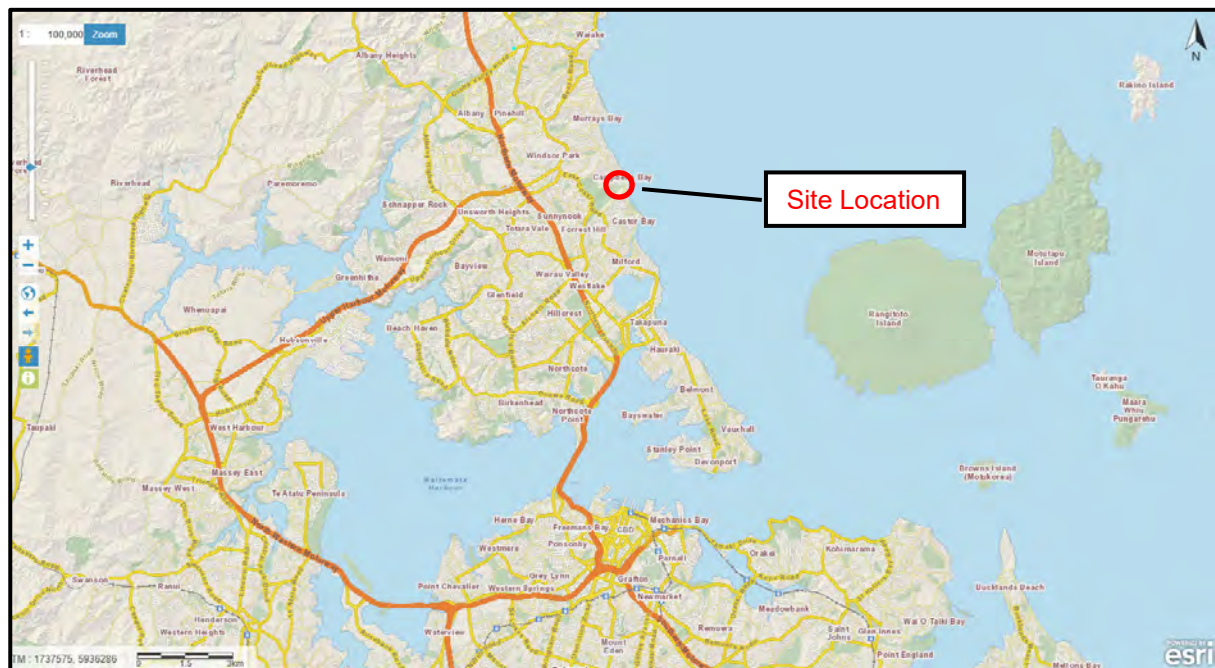 1 : 100,000 Zoom
N
Waiake
Albany Heights
Riverhead
Forest
Rakino Island
Albany
Pinehill
Murrays Bay
Windsor Park
Riverhead
Paremoremo
Site Location
Schnapper Rock
Unsworth Heights
Sunnynook
Castor Bay
Totara Vale
Forrest Hill
Motutapu
Island
Wairau Valley
Milford
Bayview
Greenhithe
Westlake
Glenfield
Whenuapai
Hillcrest
Rangitoto
Island
Takapuna
Beach Haven
Hobsonville
Hauraki
Northcote
Tauranga
O Kahu
Belmont
Birkenhead
Northcote
Point
Bayswater
Maara
Whiu
Pungarehu
Taupaki
West Harbour
Vauxhall
Stanley Point
Devonport
Massey East
Browns Island
(Motukorea)
Massey West
Te Atatu Peninsula
Waitemata
Harbour
Herne Bay
Mechanics Bay
Freemans Bay
CBD
Ponsonby
Westmere
Parnell
Orakei
Kohimarama
Swanson
Ranui
Point Chevalier
Grey Lynn
Western Springs
Grafton
Newmarket
Bucklands Beach
Meadowbank
Henderson
Remuera
Saint
Johns
Glen Innes
Wai O Taiki Bay
Western Heights
Waterview
Mount
Eden
Point England
TM : 1737575, 5936286
0 1.5 3km
POWERED BY
esri